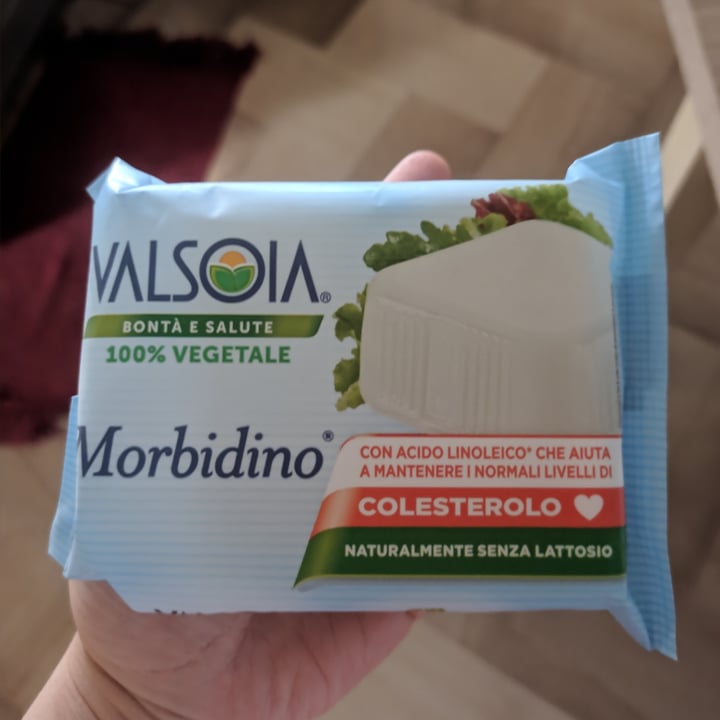 VALSOIA®
BONTÀ E SALUTE
100% VEGETALE
Morbidino®
CON ACIDO LINOLEICO* CHE AIUTA
A MANTENERE I NORMALI LIVELLI DI
COLESTEROLO
NATURALMENTE SENZA LATTOSIO